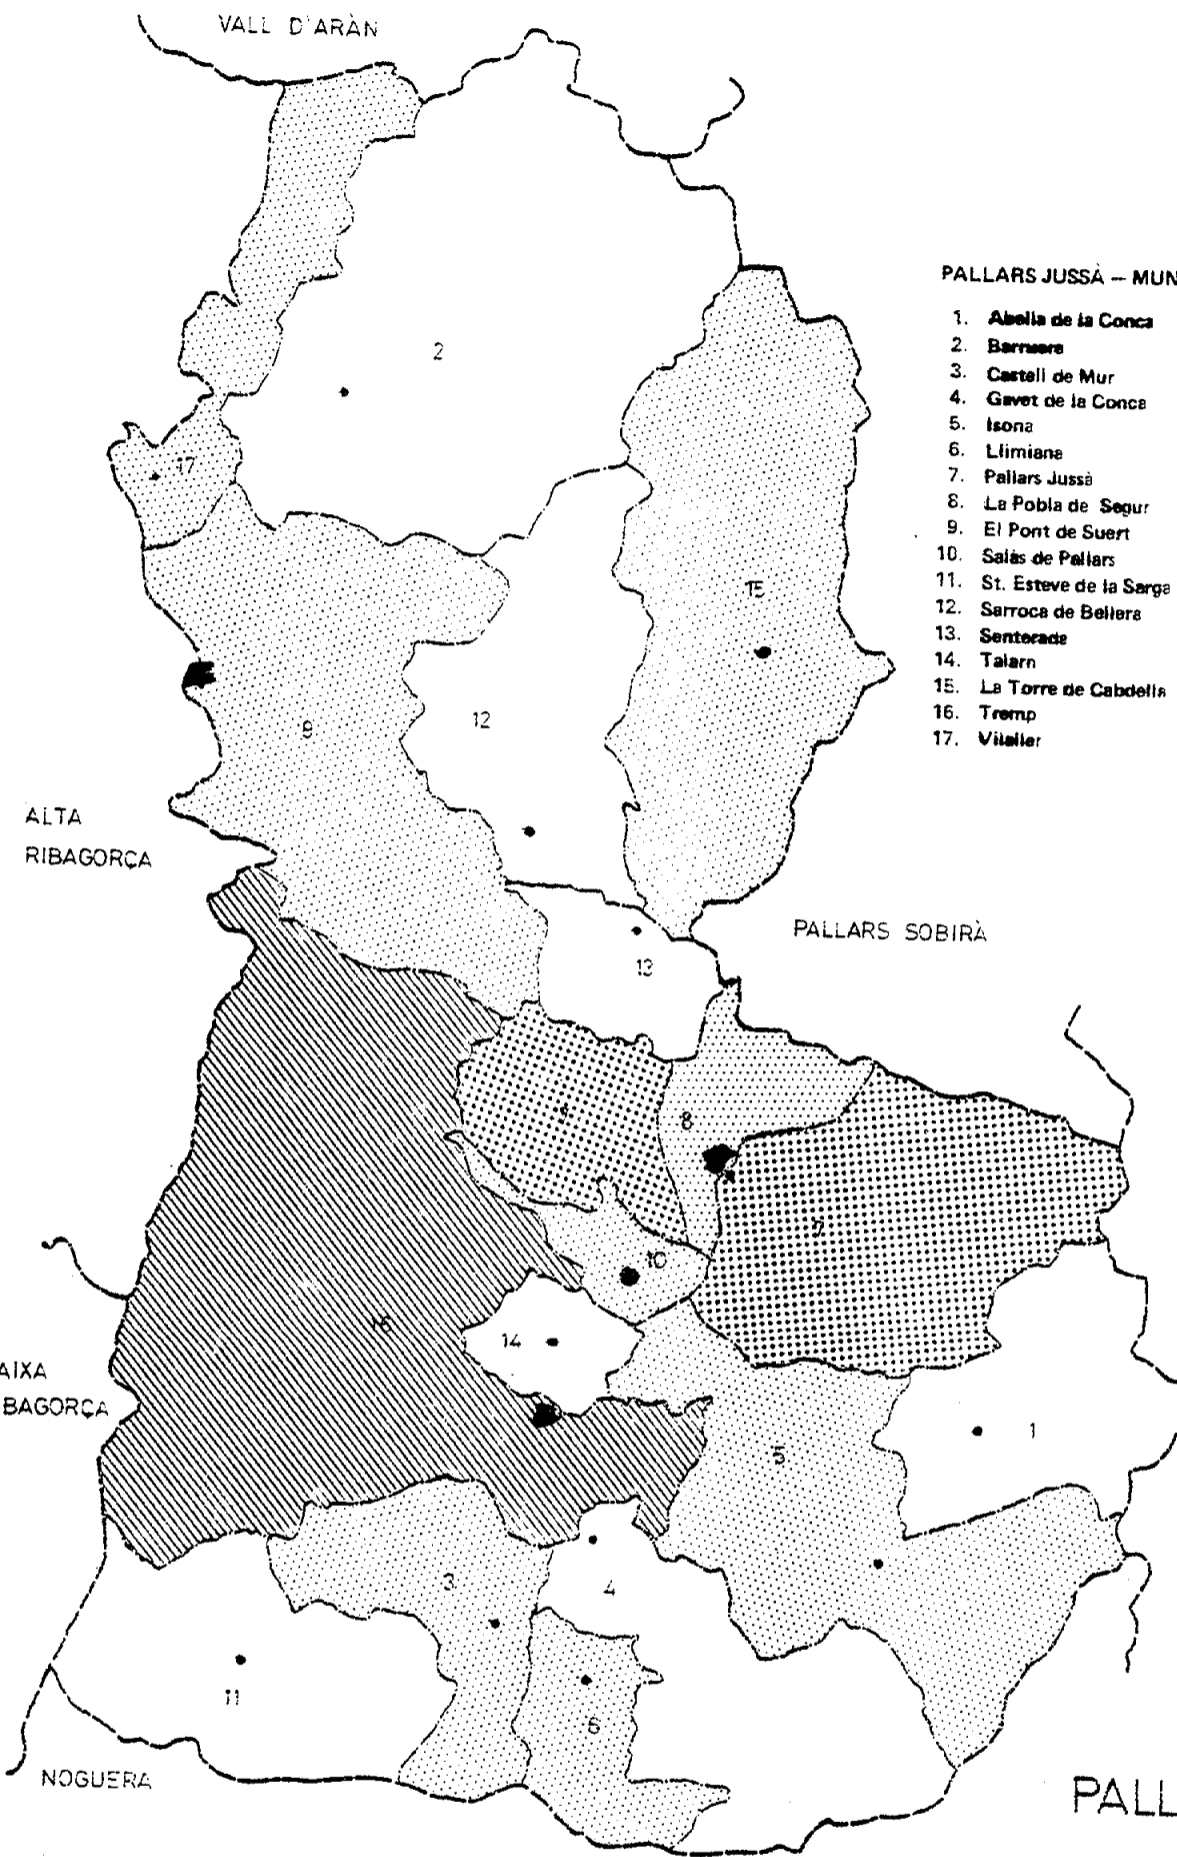 VALL D'ARÀN
PALLARS JUSSÀ – MUN
1. Abella de la Conca
2. Barruera
3. Castell de Mur
4. Gavet de la Conca
5. Isona
6. Llimiana
7. Pallars Jussà
8. La Pobla de Segur
9. El Pont de Suert
10. Salàs de Pallars
11. St. Esteve de la Sarga
12. Sarroca de Bellera
13. Senterada
14. Talarn
15. La Torre de Cabdella
16. Tremp
17. Vilaller
2
17
15
12
9
ALTA
RIBAGORÇA
PALLARS SOBIRÀ
13
8
7
10
16
14
AIXA
BAGORÇA
1
5
3
4
11
6
NOGUERA
PALL